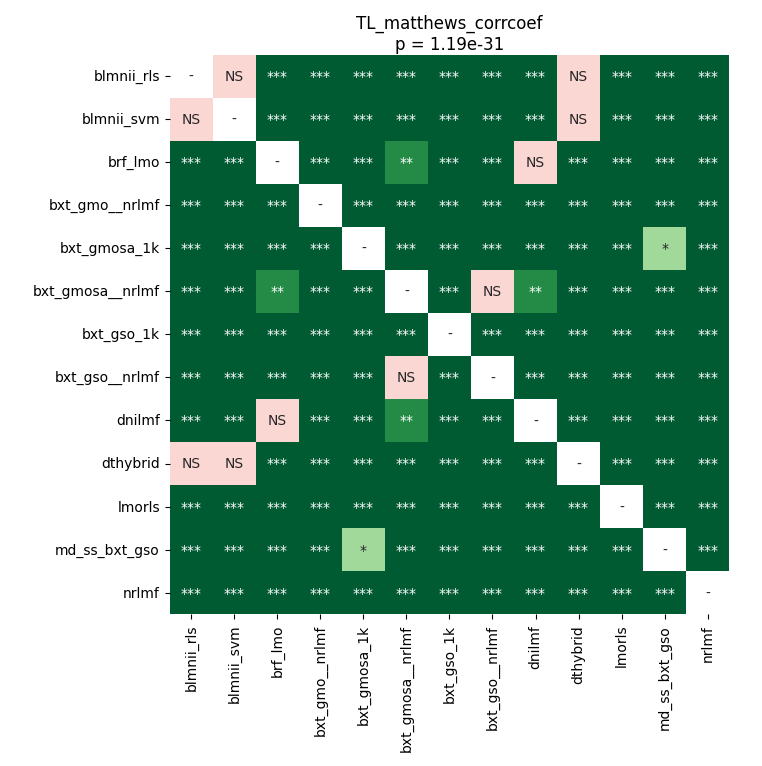 TL_matthews_corrcoef
p = 1.19e-31
blmnii_rls - NS *** *** *** *** *** *** *** NS *** *** ***
blmnii_svm NS - *** *** *** *** *** *** *** NS *** *** ***
brf_lmo *** *** - *** *** ** *** *** NS *** *** *** ***
bxt_gmo__nrlmf *** *** *** - *** *** *** *** *** *** *** *** ***
bxt_gmosa_1k *** *** *** *** - *** *** *** *** *** *** * ***
bxt_gmosa__nrlmf *** *** ** *** *** - *** NS ** *** *** *** ***
bxt_gso_1k *** *** *** *** *** *** - *** *** *** *** *** ***
bxt_gso__nrlmf *** *** *** *** *** NS *** - *** *** *** *** ***
dnilmf *** *** NS *** *** ** *** *** - *** *** *** ***
dthybrid NS NS *** *** *** *** *** *** *** - *** *** ***
lmorls *** *** *** *** *** *** *** *** *** *** - *** ***
md_ss_bxt_gso *** *** *** *** * *** *** *** *** *** *** - ***
nrlmf *** *** *** *** *** *** *** *** *** *** *** *** -
blmnii_rls
blmnii_svm
brf_lmo
bxt_gmo__nrlmf
bxt_gmosa_1k
bxt_gmosa__nrlmf
bxt_gso_1k
bxt_gso__nrlmf
dnilmf
dthybrid
lmorls
md_ss_bxt_gso
nrlmf